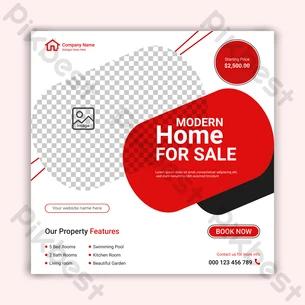 Company Name
Starting Price
$2,500.00
Image
MODERN
Home
FOR SALE
Your website name here
Our Property Features
BOOK NOW
5 Bed Rooms
Swimming Pool
2 Bath Rooms
Kitchen Room
Living room
Beautiful Garden
000 123 456 789